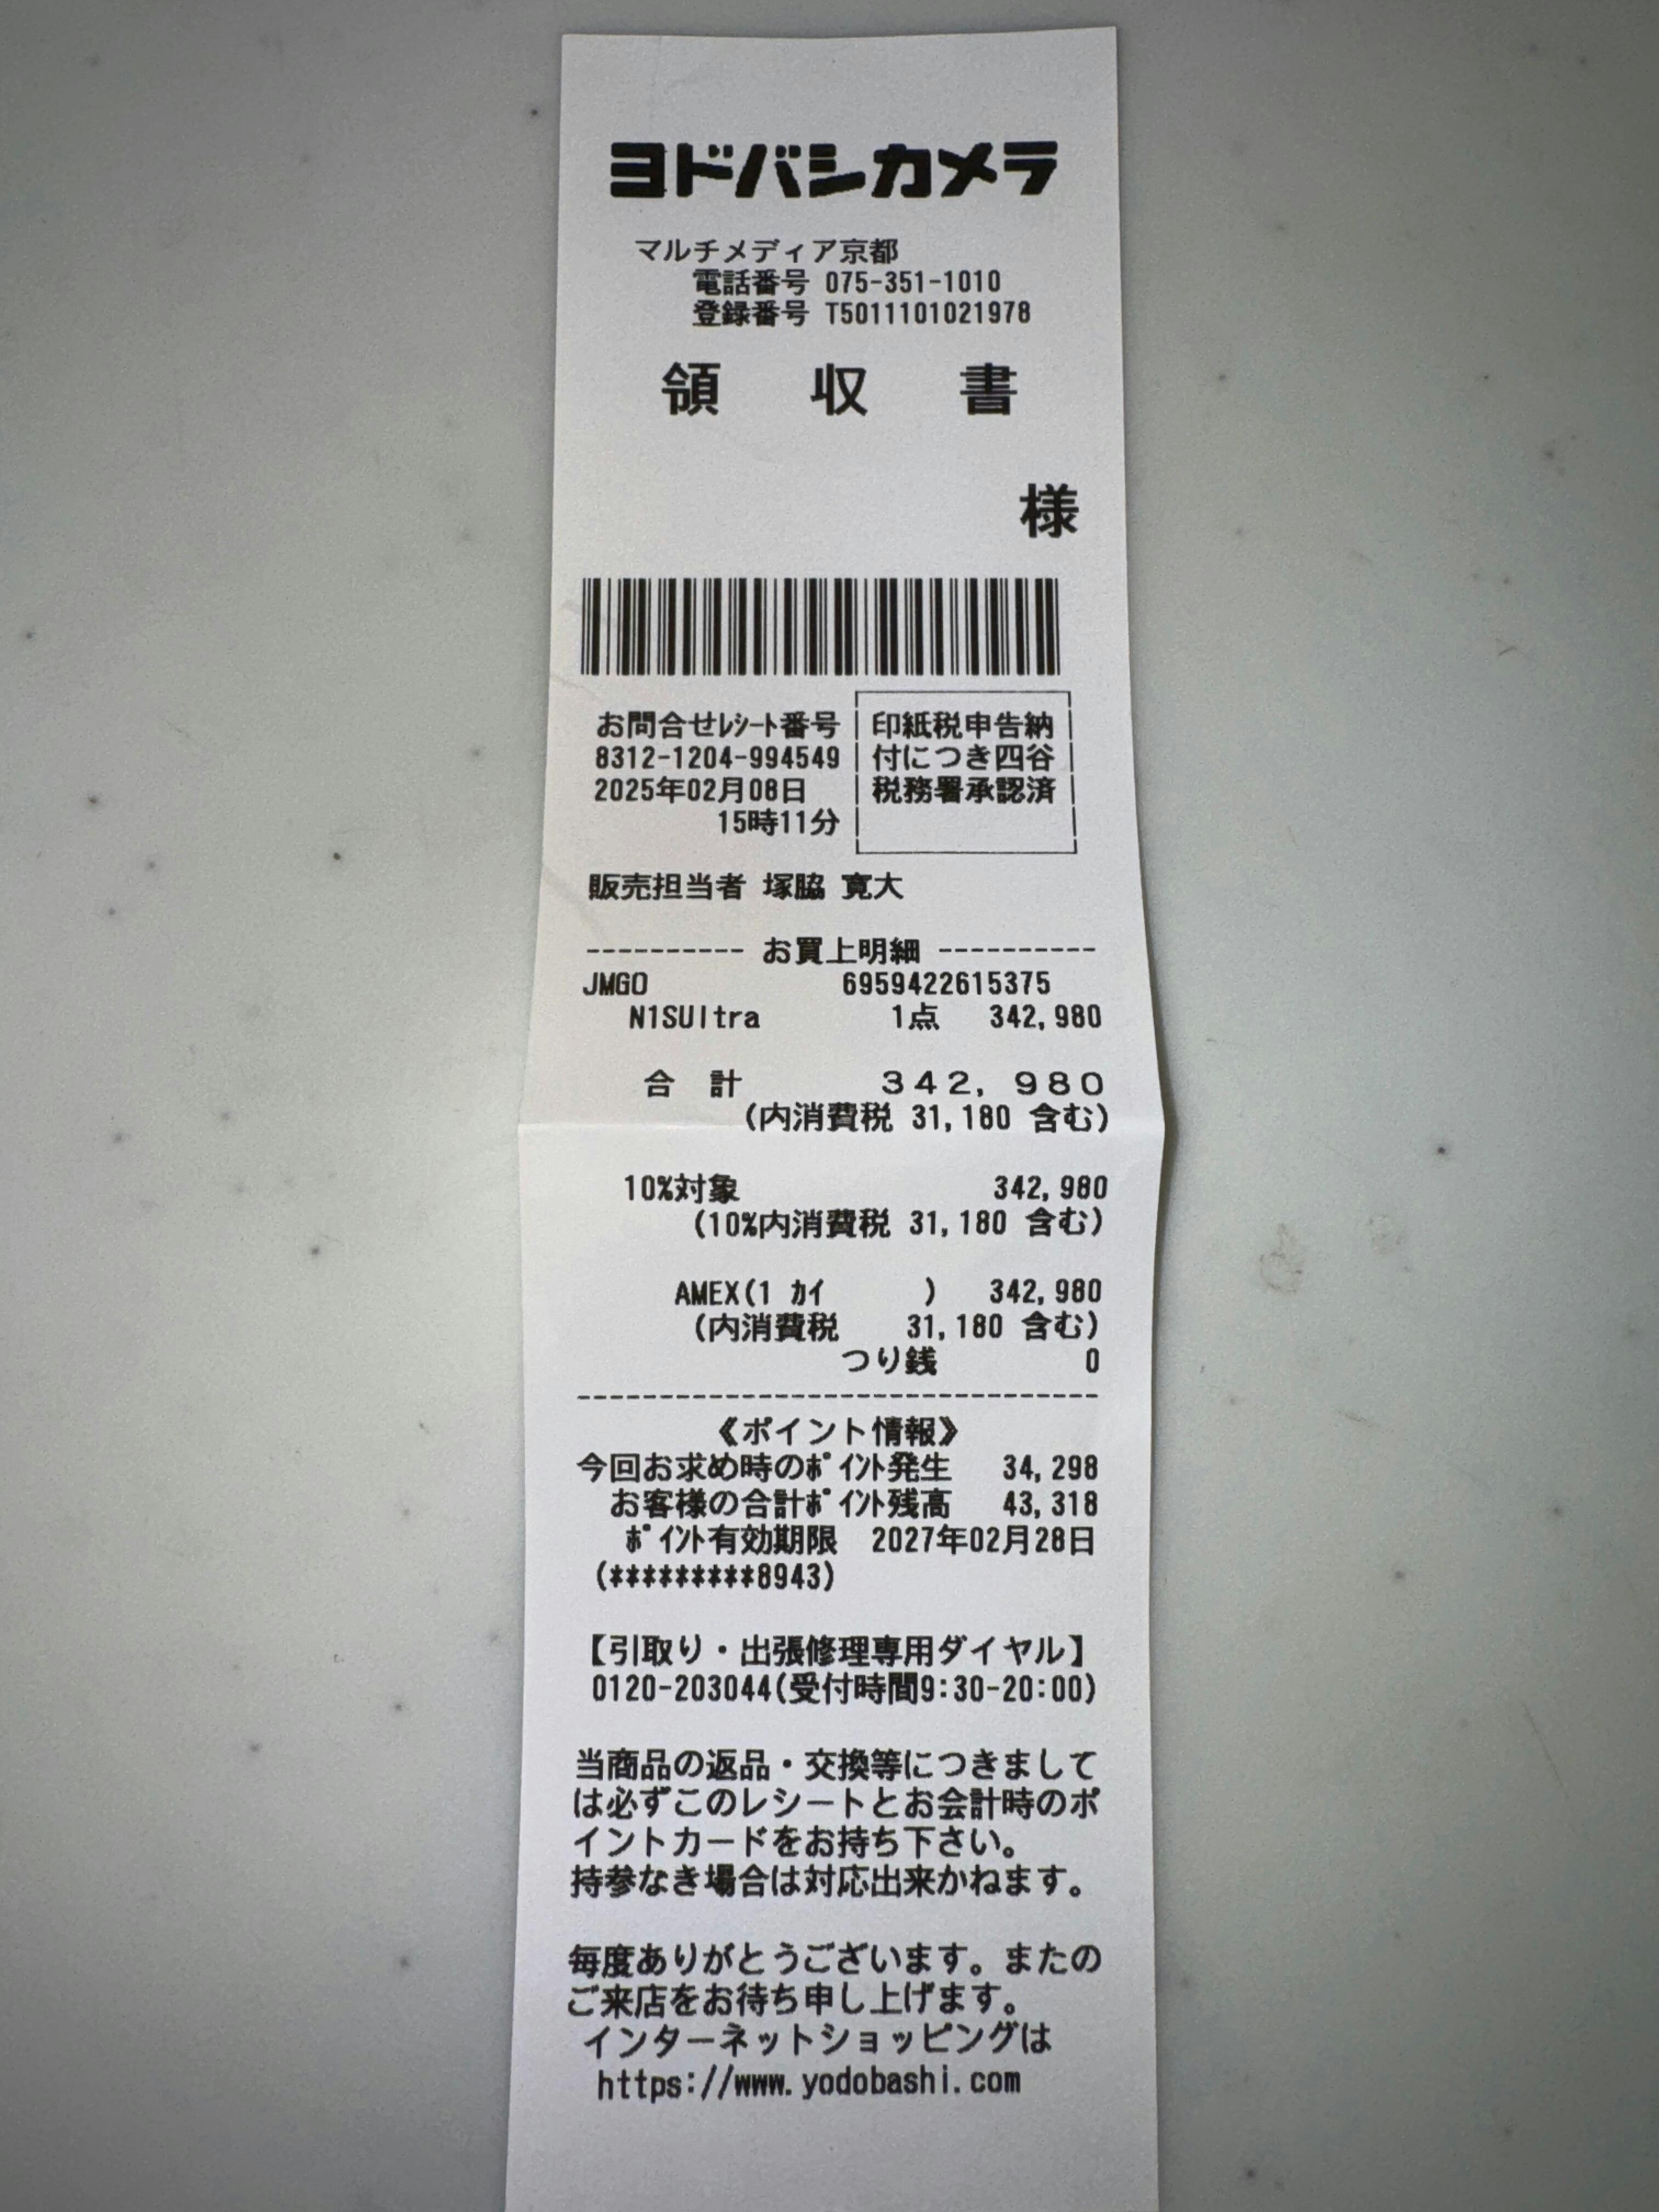 ヨドバシカメラ
マルチメディア京都
電話番号 075-351-1010
登録番号 T5011101021978
領 収 書
様
お問合せﾚｼｰﾄ番号
8312-1204-994549
2025年02月08日
15時11分
印紙税申告納
付につき四谷
税務署承認済
販売担当者 塚脇 寛大
---------- お買上明細 ----------
JMGO 6959422615375
N1SUltra 1点 342,980
合 計 342,980
(内消費税 31,180 含む)
10%対象 342,980
(10%内消費税 31,180 含む)
AMEX(1 ｶｲ ) 342,980
(内消費税 31,180 含む)
つり銭 0
--------------------------------
《ポイント情報》
今回お求め時のﾎﾟｲﾝﾄ発生 34,298
お客様の合計ﾎﾟｲﾝﾄ残高 43,318
ﾎﾟｲﾝﾄ有効期限 2027年02月28日
(*********8943)
【引取り・出張修理専用ダイヤル】
0120-203044(受付時間9:30-20:00)
当商品の返品・交換等につきまして
は必ずこのレシートとお会計時のポ
イントカードをお持ち下さい。
持参なき場合は対応出来かねます。
毎度ありがとうございます。またの
ご来店をお待ち申し上げます。
インターネットショッピングは
https://www.yodobashi.com